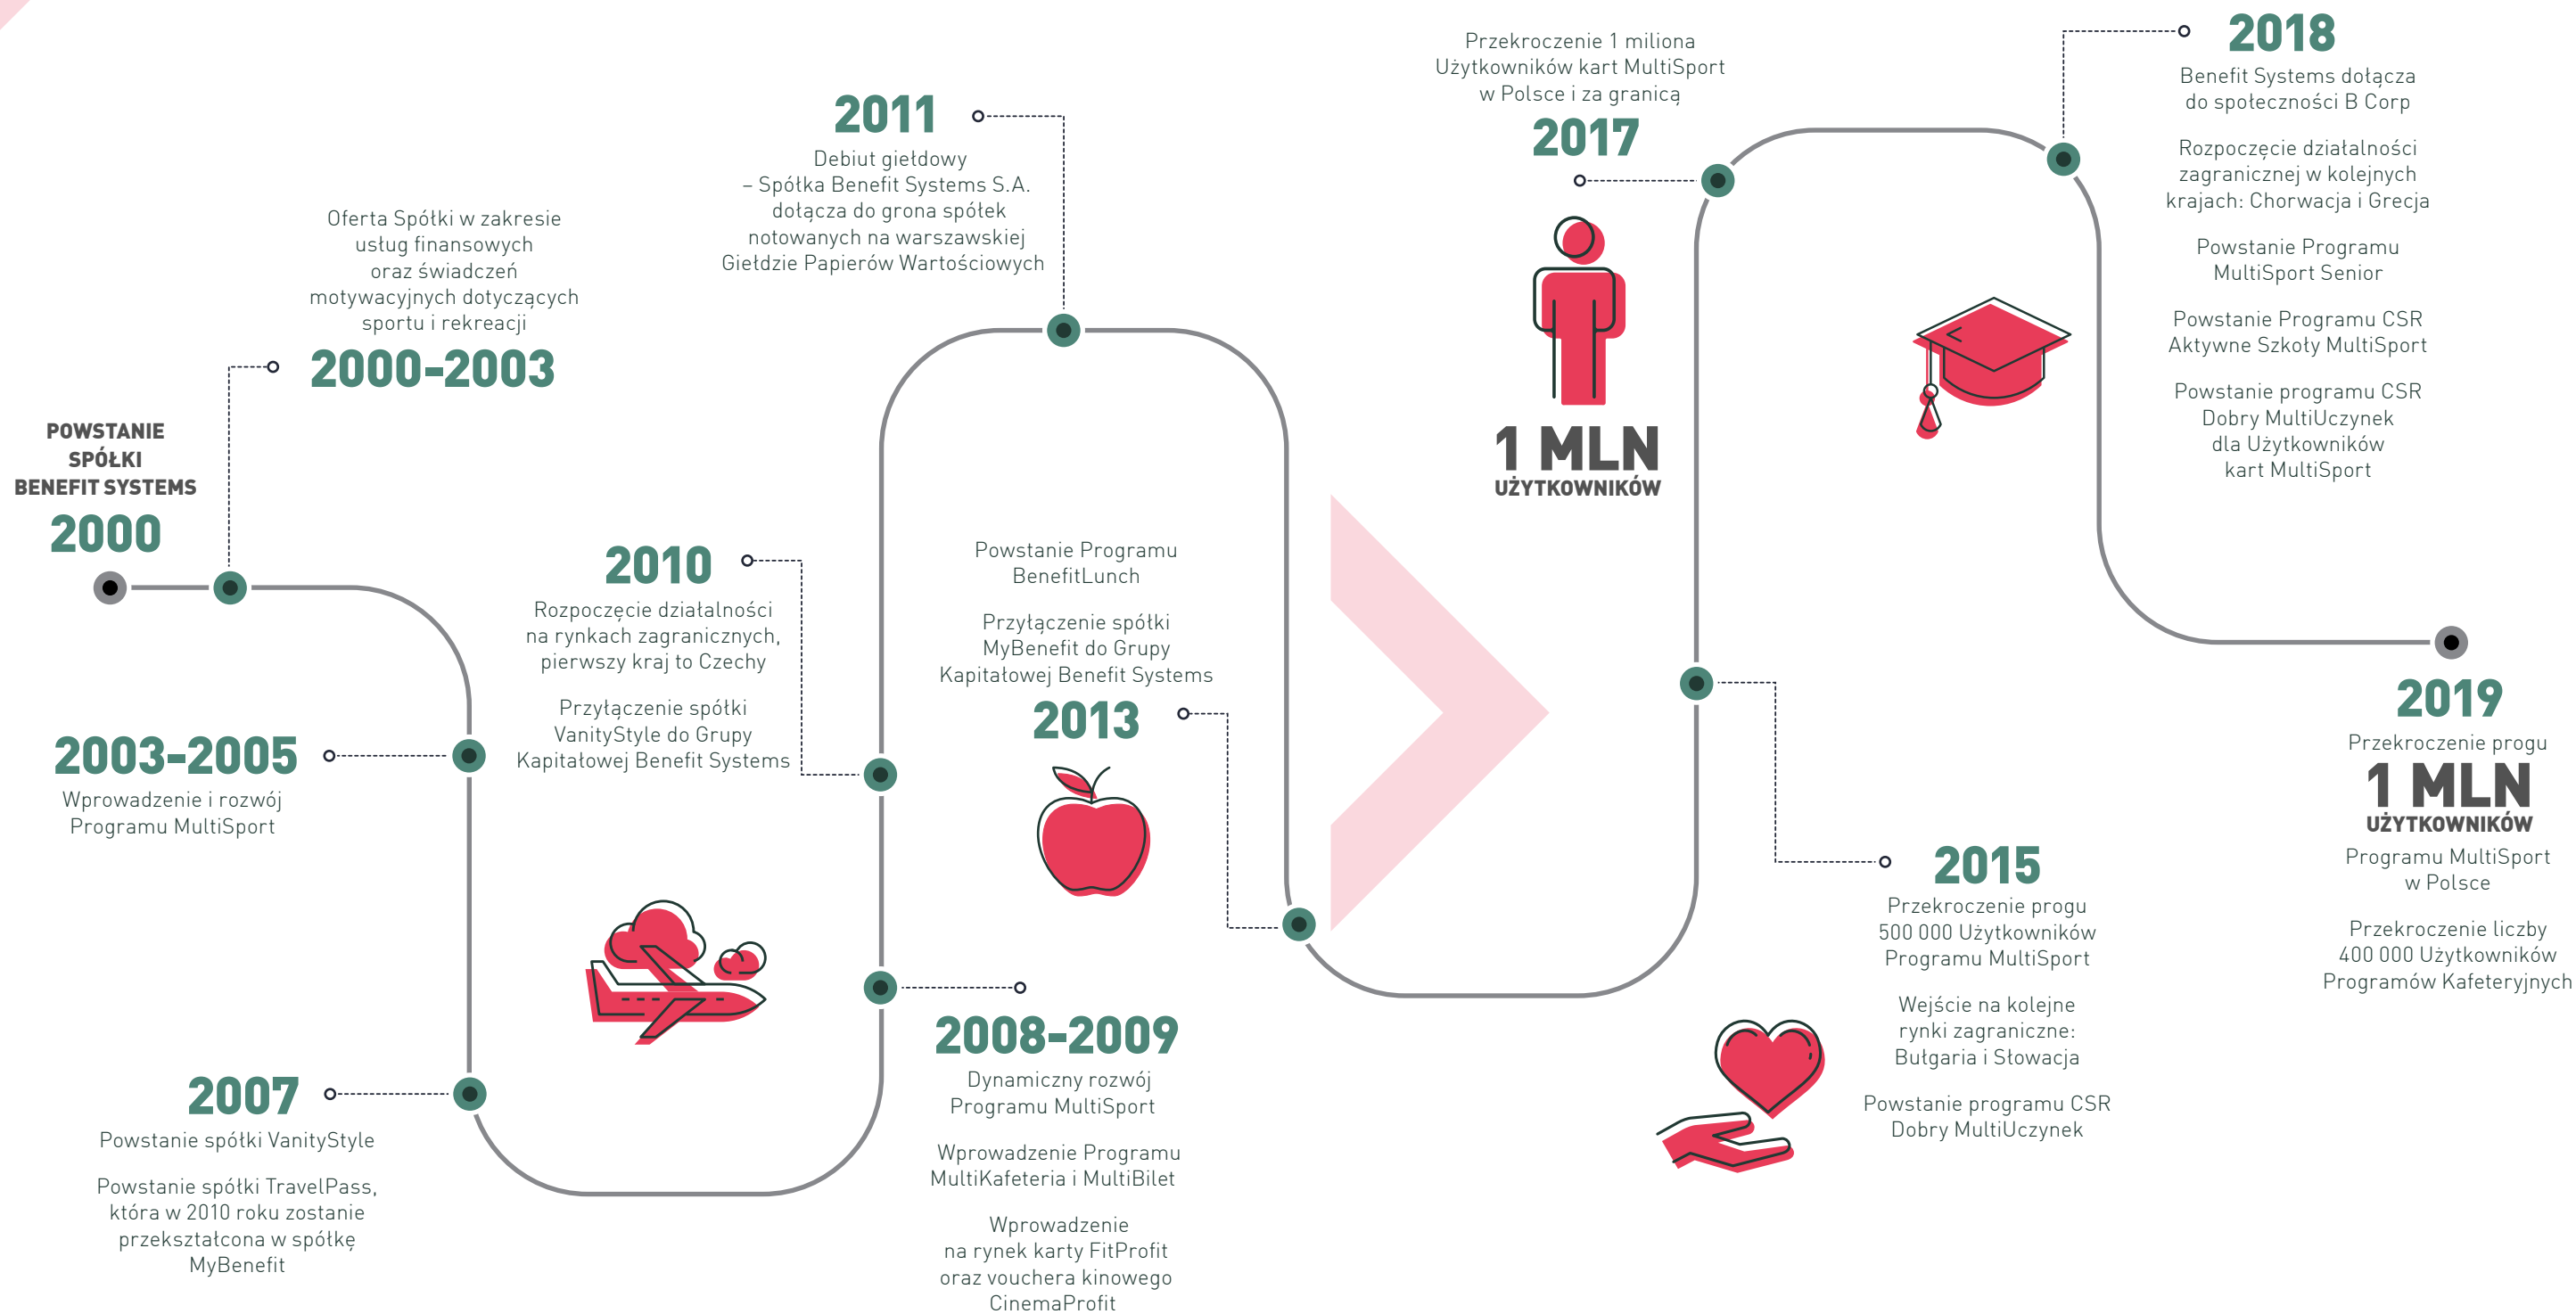 POWSTANIE
SPÓŁKI
BENEFIT SYSTEMS
2000
Oferta Spółki w zakresie
usług finansowych
oraz świadczeń
motywacyjnych dotyczących
sportu i rekreacji
2000-2003
2003-2005
Wprowadzenie i rozwój
Programu MultiSport
2007
Powstanie spółki VanityStyle
Powstanie spółki TravelPass,
która w 2010 roku zostanie
przekształcona w spółkę
MyBenefit
2008-2009
Dynamiczny rozwój
Programu MultiSport
Wprowadzenie Programu
MultiKafeteria i MultiBilet
Wprowadzenie
na rynek karty FitProfit
oraz vouchera kinowego
CinemaProfit
2010
Rozpoczęcie działalności
na rynkach zagranicznych,
pierwszy kraj to Czechy
Przyłączenie spółki
VanityStyle do Grupy
Kapitałowej Benefit Systems
2011
Debiut giełdowy
– Spółka Benefit Systems S.A.
dołącza do grona spółek
notowanych na warszawskiej
Giełdzie Papierów Wartościowych
Powstanie Programu
BenefitLunch
Przyłączenie spółki
MyBenefit do Grupy
Kapitałowej Benefit Systems
2013
2015
Przekroczenie progu
500 000 Użytkowników
Programu MultiSport
Wejście na kolejne
rynki zagraniczne:
Bułgaria i Słowacja
Powstanie programu CSR
Dobry MultiUczynek
Przekroczenie 1 miliona
Użytkowników kart MultiSport
w Polsce i za granicą
2017
1 MLN
UŻYTKOWNIKÓW
2018
Benefit Systems dołącza
do społeczności B Corp
Rozpoczęcie działalności
zagranicznej w kolejnych
krajach: Chorwacja i Grecja
Powstanie Programu
MultiSport Senior
Powstanie Programu CSR
Aktywne Szkoły MultiSport
Powstanie programu CSR
Dobry MultiUczynek
dla Użytkowników
kart MultiSport
2019
Przekroczenie progu
1 MLN
UŻYTKOWNIKÓW
Programu MultiSport
w Polsce
Przekroczenie liczby
400 000 Użytkowników
Programów Kafeteryjnych